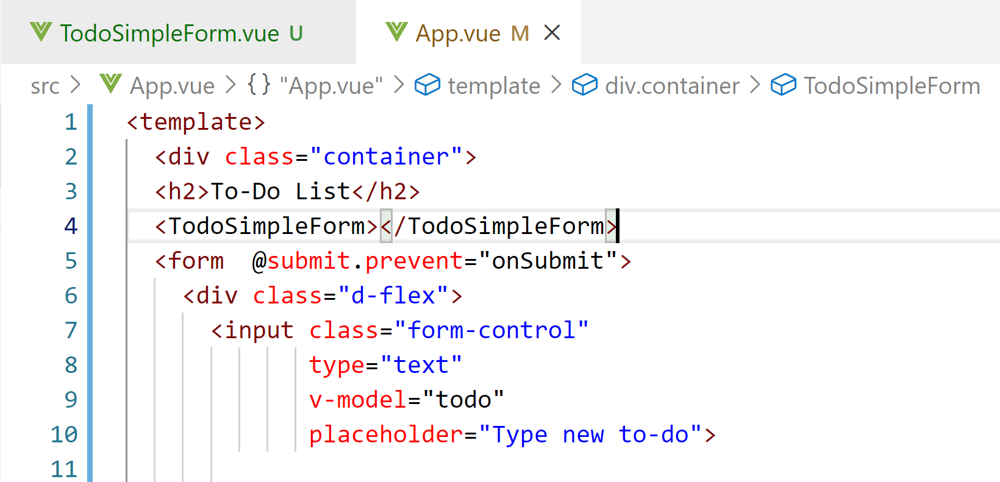 TodoSimpleForm.vue U App.vue M
src > App.vue > {} "App.vue" > template > div.container > TodoSimpleForm
1 <template>
2   <div class="container">
3   <h2>To-Do List</h2>
4   <TodoSimpleForm></TodoSimpleForm>
5   <form  @submit.prevent="onSubmit">
6     <div class="d-flex">
7       <input class="form-control"
8              type="text"
9              v-model="todo"
10              placeholder="Type new to-do">
11